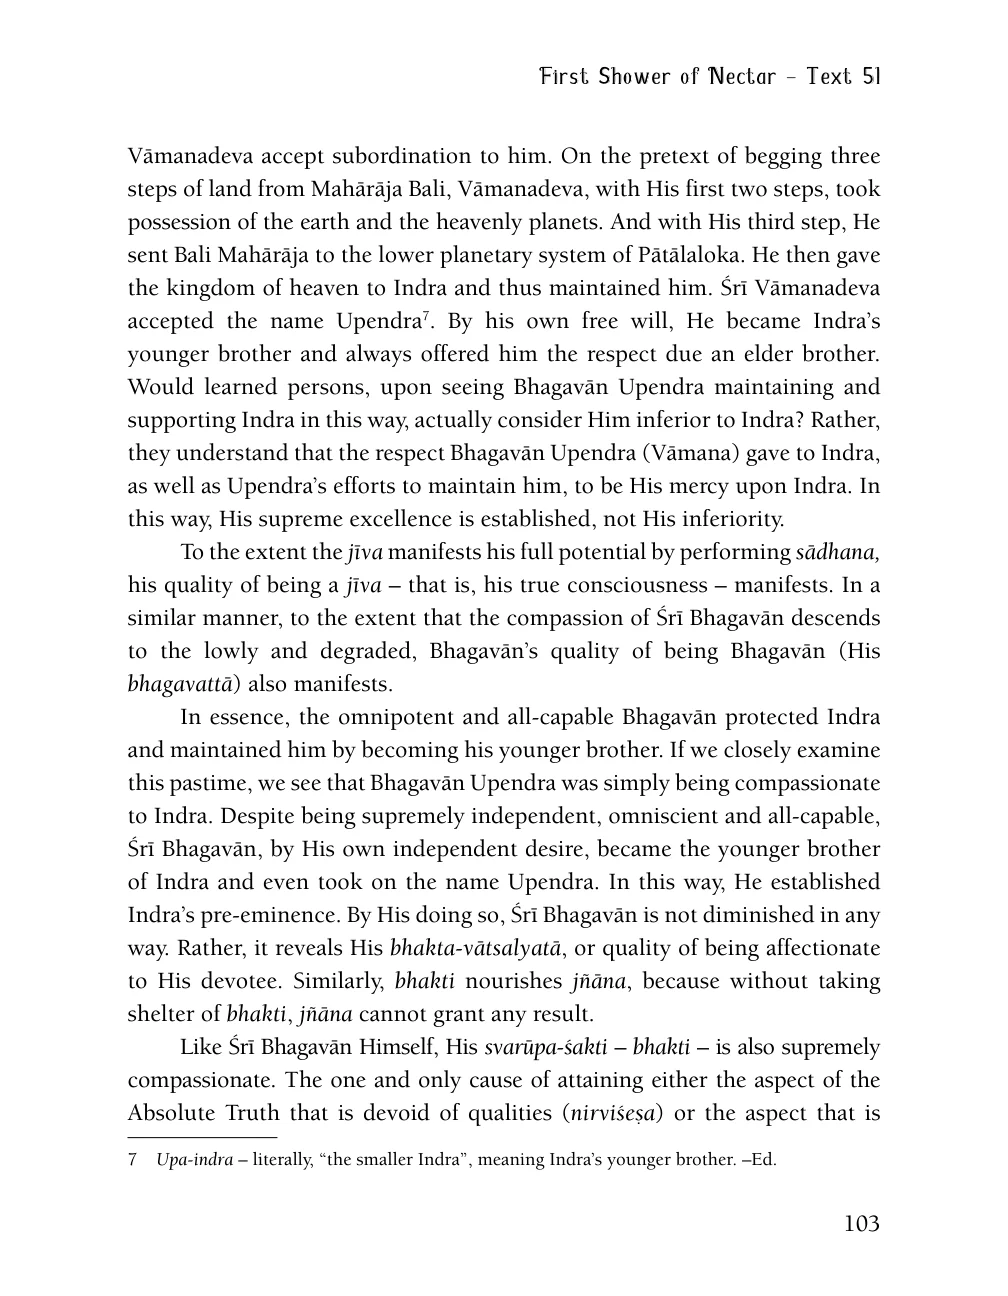 First Shower of Nectar – Text 51
Vāmanadeva accept subordination to him. On the pretext of begging three
steps of land from Mahārāja Bali, Vāmanadeva, with His first two steps, took
possession of the earth and the heavenly planets. And with His third step, He
sent Bali Mahārāja to the lower planetary system of Pātālaloka. He then gave
the kingdom of heaven to Indra and thus maintained him. Śrī Vāmanadeva
accepted the name Upendra7. By his own free will, He became Indra’s
younger brother and always offered him the respect due an elder brother.
Would learned persons, upon seeing Bhagavān Upendra maintaining and
supporting Indra in this way, actually consider Him inferior to Indra? Rather,
they understand that the respect Bhagavān Upendra (Vāmana) gave to Indra,
as well as Upendra’s efforts to maintain him, to be His mercy upon Indra. In
this way, His supreme excellence is established, not His inferiority.
To the extent the jīva manifests his full potential by performing sādhana,
his quality of being a jīva – that is, his true consciousness – manifests. In a
similar manner, to the extent that the compassion of Śrī Bhagavān descends
to the lowly and degraded, Bhagavān’s quality of being Bhagavān (His
bhagavattā) also manifests.
In essence, the omnipotent and all-capable Bhagavān protected Indra
and maintained him by becoming his younger brother. If we closely examine
this pastime, we see that Bhagavān Upendra was simply being compassionate
to Indra. Despite being supremely independent, omniscient and all-capable,
Śrī Bhagavān, by His own independent desire, became the younger brother
of Indra and even took on the name Upendra. In this way, He established
Indra’s pre-eminence. By His doing so, Śrī Bhagavān is not diminished in any
way. Rather, it reveals His bhakta-vātsalyatā, or quality of being affectionate
to His devotee. Similarly, bhakti nourishes jñāna, because without taking
shelter of bhakti, jñāna cannot grant any result.
Like Śrī Bhagavān Himself, His svarūpa-śakti – bhakti – is also supremely
compassionate. The one and only cause of attaining either the aspect of the
Absolute Truth that is devoid of qualities (nirviśeṣa) or the aspect that is
7 Upa-indra – literally, “the smaller Indra”, meaning Indra’s younger brother. –Ed.
103